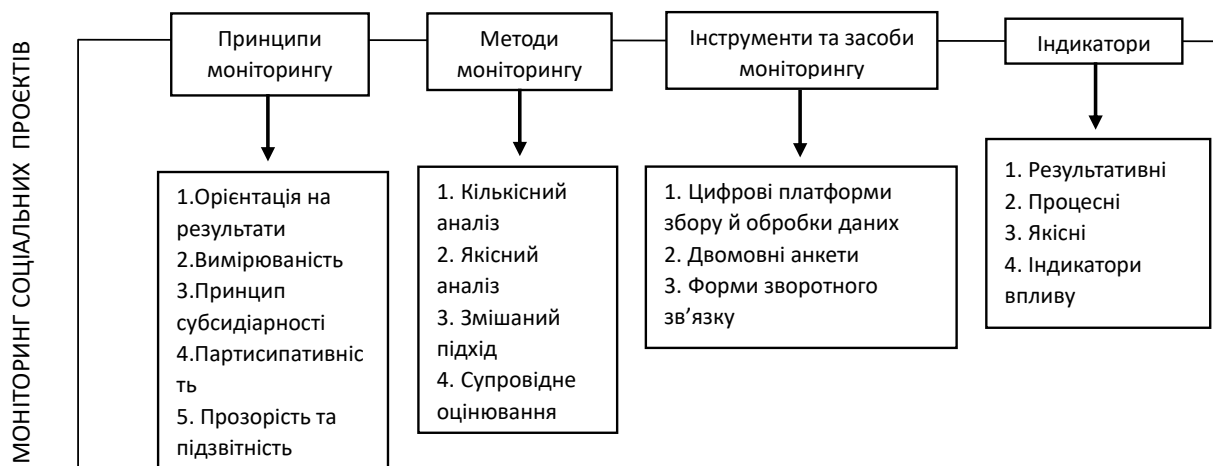 МОНІТОРИНГ СОЦІАЛЬНИХ ПРОЄКТІВ
Принципи
моніторингу
Методи
моніторингу
Інструменти та засоби
моніторингу
Індикатори
1.Орієнтація на
результати
2.Вимірюваність
3.Принцип
субсидіарності
4.Партисипативніс
ть
5. Прозорість та
підзвітність
1. Кількісний
аналіз
2. Якісний
аналіз
3. Змішаний
підхід
4. Супровідне
оцінювання
1. Цифрові платформи
збору й обробки даних
2. Двомовні анкети
3. Форми зворотного
зв’язку
1. Результативні
2. Процесні
3. Якісні
4. Індикатори
впливу